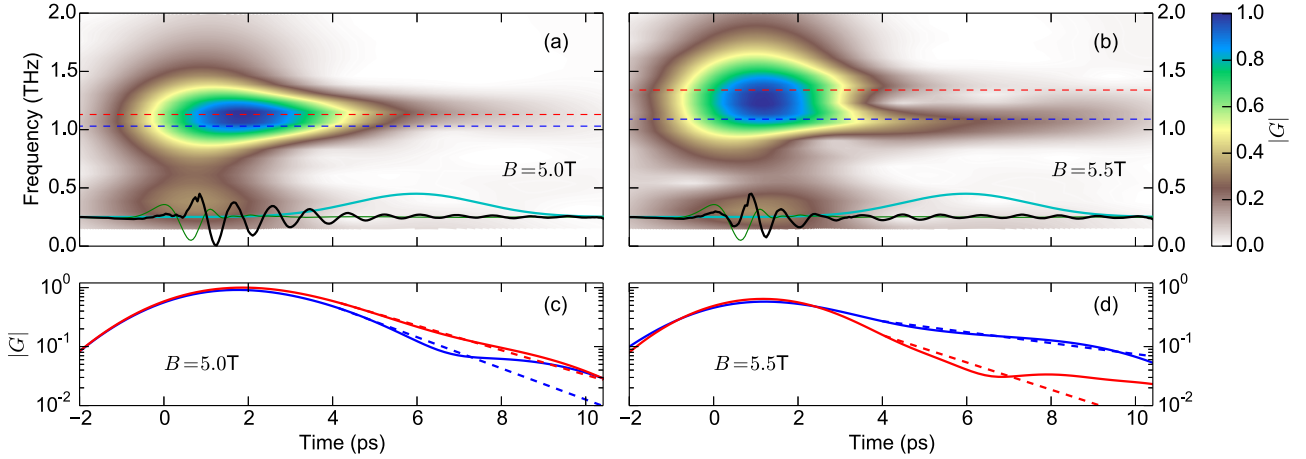 2.0
1.5
1.0
0.5
0.0
Frequency (THz)
(a)
B=5.0T
(b)
B=5.5T
2.0
1.5
1.0
0.5
0.0
1.0
0.8
0.6
0.4
0.2
0.0
|G|
10⁰
10⁻¹
10⁻²
|G|
(c)
B=5.0T
−2 0 2 4 6 8 10
Time (ps)
(d)
B=5.5T
−2 0 2 4 6 8 10
Time (ps)
10⁰
10⁻¹
10⁻²